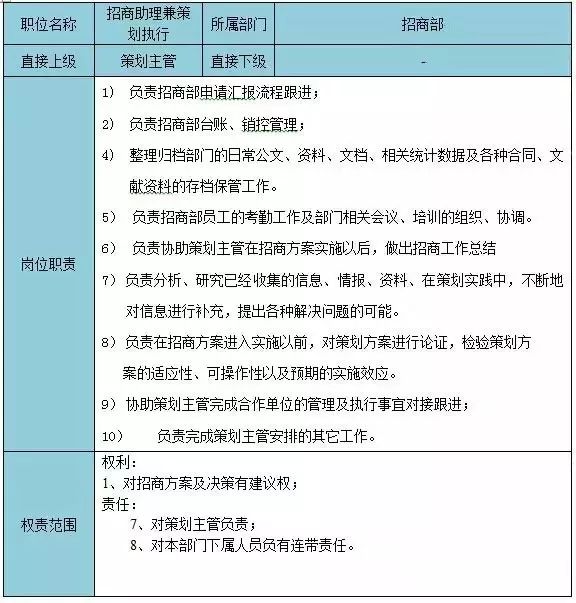 职位名称 招商助理兼策划执行 所属部门 招商部
直接上级 策划主管 直接下级 -
岗位职责
1） 负责招商部申请汇报流程跟进；
2） 负责招商部台账、销控管理；
4） 整理归档部门的日常公文、资料、文档、相关统计数据及各种合同、文
献资料的存档保管工作。
5） 负责招商部员工的考勤工作及部门相关会议、培训的组织、协调。
6） 负责协助策划主管在招商方案实施以后，做出招商工作总结
7）负责分析、研究已经收集的信息、情报、资料、在策划实践中，不断地
对信息进行补充，提出各种解决问题的可能。
8）负责在招商方案进入实施以前，对策划方案进行论证，检验策划方
案的适应性、可操作性以及预期的实施效应。
9）协助策划主管完成合作单位的管理及执行事宜对接跟进；
10） 负责完成策划主管安排的其它工作。
权责范围
权利：
1、对招商方案及决策有建议权；
责任：
7、对策划主管负责；
8、对本部门下属人员负有连带责任。